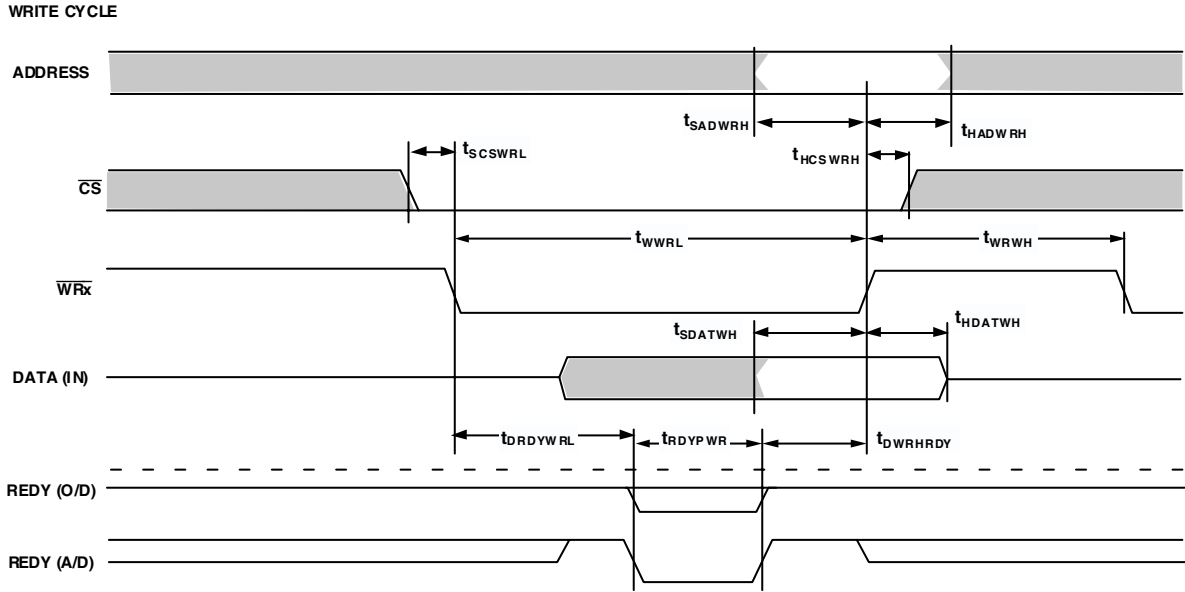 WRITE CYCLE
ADDRESS
tSADWRH
tHADWRH
tSCSWRL
tHCSWRH
CS
tWWRL
tWRWH
WRx
tSDATWH
tHDATWH
DATA (IN)
tDRDYWRL
tRDYPWR
tDWRHRDY
REDY (O/D)
REDY (A/D)